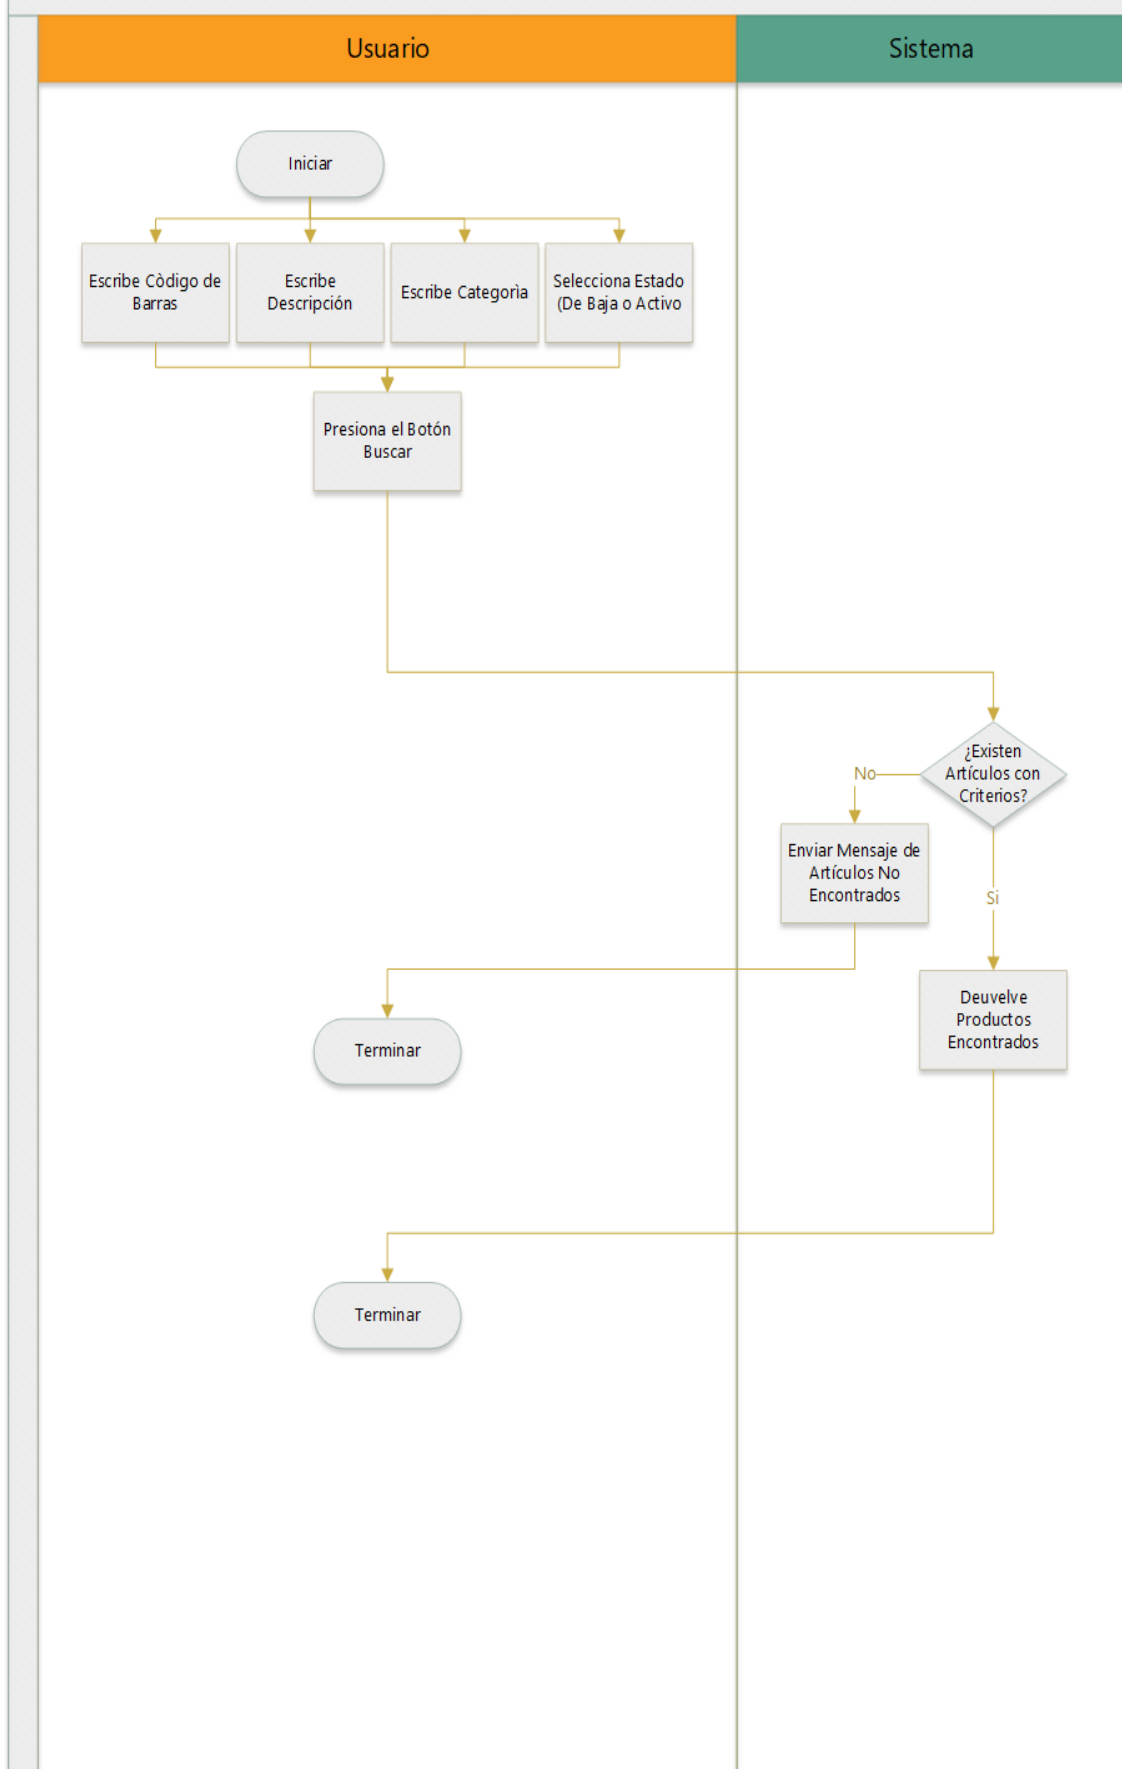 Usuario
Sistema
Iniciar
Escribe Còdigo de
Barras
Escribe
Descripción
Escribe Categorìa
Selecciona Estado
(De Baja o Activo
Presiona el Botón
Buscar
¿Existen
Artículos con
Criterios?
No
Enviar Mensaje de
Artículos No
Encontrados
Si
Deuvelve
Productos
Encontrados
Terminar
Terminar